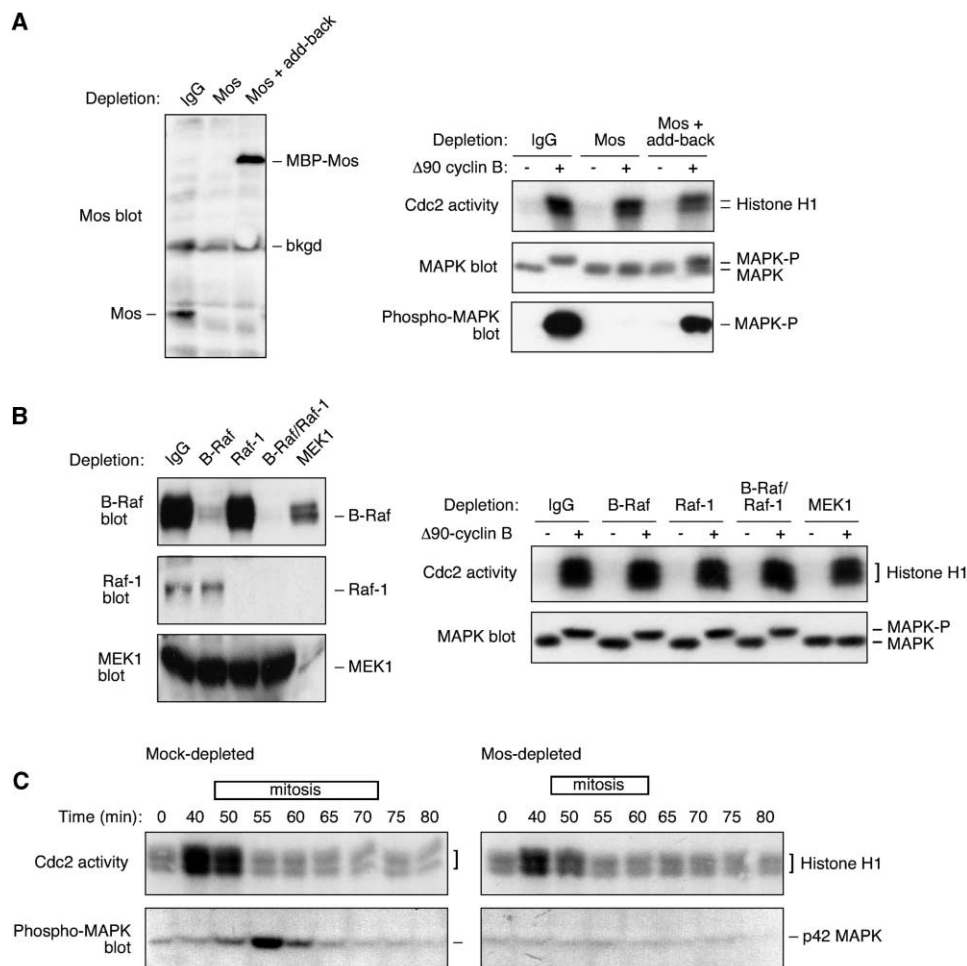 A
Depletion: IgG Mos Mos + add-back
– MBP-Mos
Mos blot
– bkgd
Mos –
Depletion: IgG Mos Mos + add-back
Δ90 cyclin B: - + - + - +
Cdc2 activity Histone H1
MAPK blot MAPK-P
MAPK
Phospho-MAPK blot – MAPK-P
B
Depletion: IgG B-Raf Raf-1 B-Raf/Raf-1 MEK1
B-Raf blot – B-Raf
Raf-1 blot – Raf-1
MEK1 blot – MEK1
Depletion: IgG B-Raf Raf-1 B-Raf/ Raf-1 MEK1
Δ90-cyclin B - + - + - + - + - +
Cdc2 activity ] Histone H1
MAPK blot – MAPK-P
– MAPK
C
Mock-depleted Mos-depleted
mitosis mitosis
Time (min): 0 40 50 55 60 65 70 75 80 0 40 50 55 60 65 70 75 80
Cdc2 activity ] ] Histone H1
Phospho-MAPK blot – – p42 MAPK